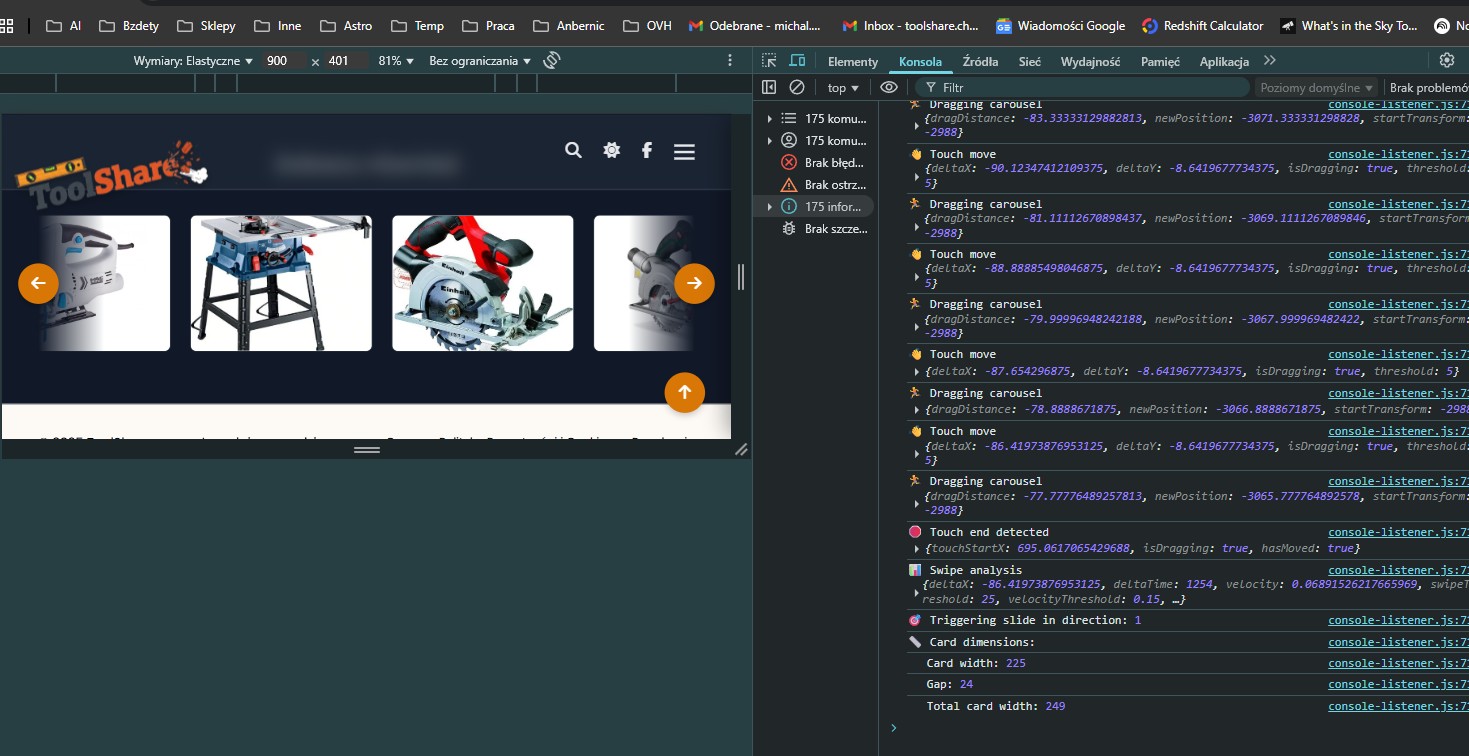 AI Bzdety Sklepy Inne Astro Temp Praca Anbernic OVH Odebrane - michal.... Inbox - toolshare.ch... Wiadomości Google Redshift Calculator What's in the Sky To...
Wymiary: Elastyczne ▼ 900 × 401 81% ▼ Bez ograniczania ▼
Elementy Konsola Źródła Sieć Wydajność Pamięć Aplikacja
top ▼ Filtr Poziomy domyślne ▼ Brak problemó
ToolShare
Einhell
175 komu...
175 komu...
Brak błęd...
Brak ostrz...
175 infor...
Brak szcze...
Dragging carousel console-listener.js:7
{dragDistance: -83.33333129882813, newPosition: -3071.333331298828, startTransform:
-2988}
Touch move console-listener.js:7
{deltaX: -90.12347412109375, deltaY: -8.6419677734375, isDragging: true, threshold:
5}
Dragging carousel console-listener.js:7
{dragDistance: -81.11112670898437, newPosition: -3069.1111267089846, startTransform
-2988}
Touch move console-listener.js:7
{deltaX: -88.88885498046875, deltaY: -8.6419677734375, isDragging: true, threshold:
5}
Dragging carousel console-listener.js:7
{dragDistance: -79.99996948242188, newPosition: -3067.999969482422, startTransform:
-2988}
Touch move console-listener.js:7
{deltaX: -87.654296875, deltaY: -8.6419677734375, isDragging: true, threshold: 5}
Dragging carousel console-listener.js:7
{dragDistance: -78.8888671875, newPosition: -3066.8888671875, startTransform: -2988
Touch move console-listener.js:7
{deltaX: -86.41973876953125, deltaY: -8.6419677734375, isDragging: true, threshold:
5}
Dragging carousel console-listener.js:7
{dragDistance: -77.77776489257813, newPosition: -3065.777764892578, startTransform:
-2988}
Touch end detected console-listener.js:7
{touchStartX: 695.0617065429688, isDragging: true, hasMoved: true}
Swipe analysis console-listener.js:7
{deltaX: -86.41973876953125, deltaTime: 1254, velocity: 0.06891526217665969, swipeT
reshold: 25, velocityThreshold: 0.15, …}
Triggering slide in direction: 1 console-listener.js:7
Card dimensions: console-listener.js:7
Card width: 225 console-listener.js:7
Gap: 24 console-listener.js:7
Total card width: 249 console-listener.js:7